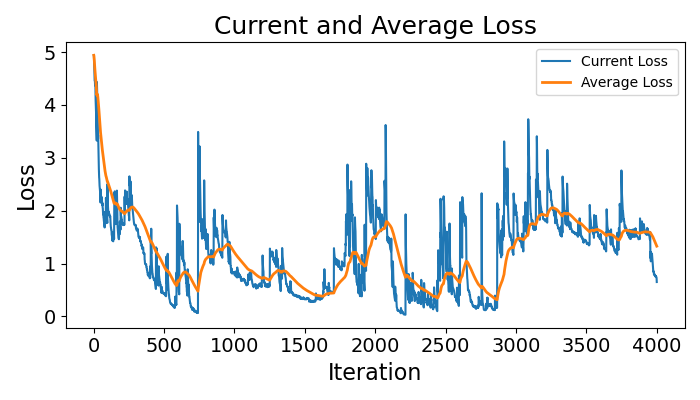 Current and Average Loss
Loss
5
4
3
2
1
0
Current Loss
Average Loss
0 500 1000 1500 2000 2500 3000 3500 4000
Iteration